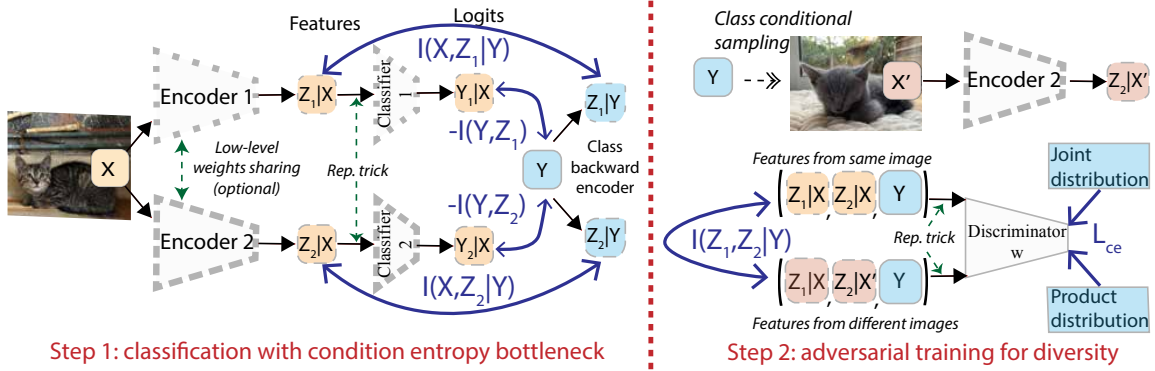 Features
Logits
I(X,Z₁|Y)
Encoder 1
Z₁|X
Classifier
1
Y₁|X
Z₁|Y
-I(Y,Z₁)
X
Low-level
weights sharing
(optional)
Rep. trick
Y
Class
backward
encoder
-I(Y,Z₂)
Encoder 2
Z₂|X
Classifier
2
Y₂|X
Z₂|Y
I(X,Z₂|Y)
Step 1: classification with condition entropy bottleneck
Class conditional
sampling
Y
X'
Encoder 2
Z₂|X'
(Features from same image
(Z₁|X, Z₂|X, Y)
Joint
distribution
I(Z₁,Z₂|Y)
Rep. trick
Discriminator
w
L_ce
(Z₁|X, Z₂|X', Y)
Product
distribution
(Features from different images
Step 2: adversarial training for diversity